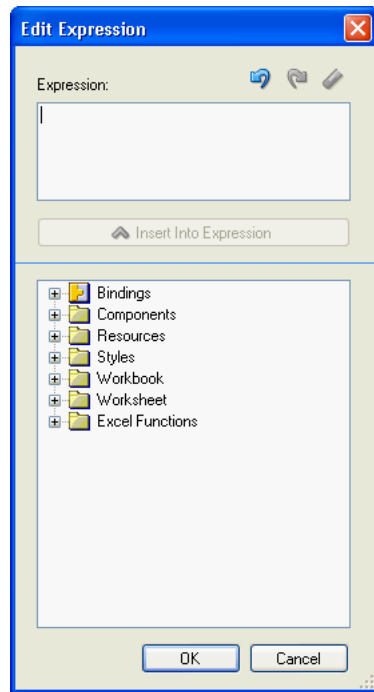 Edit Expression
Expression:
Insert Into Expression
Bindings
Components
Resources
Styles
Workbook
Worksheet
Excel Functions
OK
Cancel